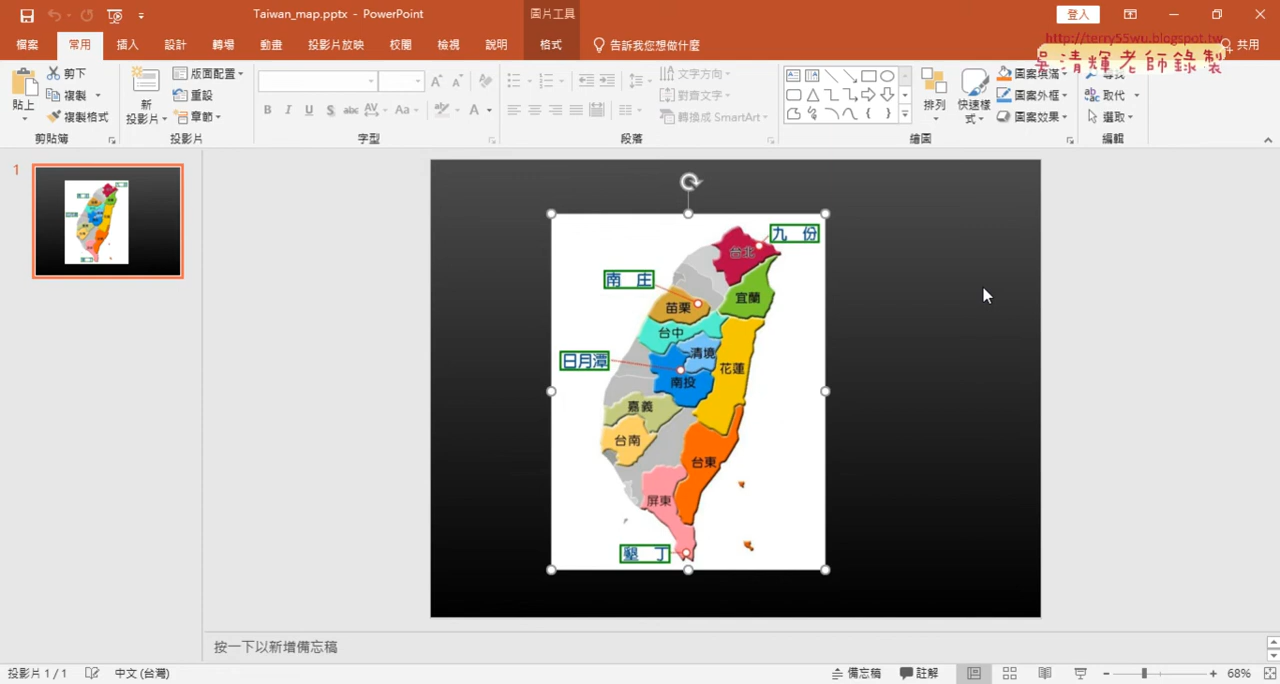 Taiwan_map.pptx - PowerPoint
圖片工具
登入
檔案
常用
插入
設計
轉場
動畫
投影片放映
校閱
檢視
說明
格式
告訴我您想做什麼
共用
http://terry55wu.blogspot.tw
吳清輝老師錄製
貼上
剪下
複製
複製格式
剪貼簿
新
投影片
版面配置
重設
章節
投影片
B I U S abc AV Aa A
字型
文字方向
對齊文字
轉換成 SmartArt
段落
排列
快速樣
式
圖案填滿
圖案外框
圖案效果
繪圖
取代
選取
編輯
1
九 份
台北
南 庄
宜蘭
苗栗
台中
清境
日月潭
花蓮
南投
嘉義
台南
台東
屏東
墾 丁
按一下以新增備忘稿
投影片 1 / 1
中文 (台灣)
備忘稿
註解
68%